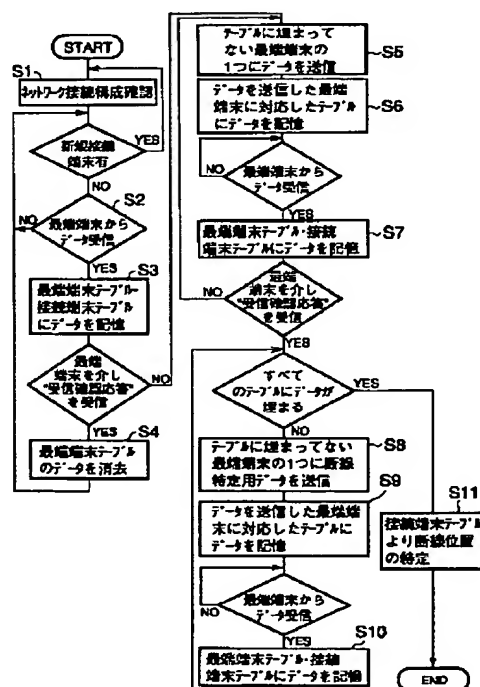 START
S1
ネットワーク接続構成確認
新規接続
端末有
YES
NO
S2
最端端末から
データ受信
NO
YES
S3
最端端末テーブル・
接続端末テーブル
にデータを記憶
最端
端末を介し
"受信確認応答"
を受信
NO
YES
S4
最端端末テーブル
のデータを消去
テーブルに埋まって
ない最端端末の
1つにデータを送信
S5
データを送信した最端
端末に対応したテーブル
にデータを記憶
S6
最端端末から
データ受信
NO
YES
S7
最端端末テーブル・接続
端末テーブルにデータを記憶
最端
端末を介し
"受信確認応答"
を受信
NO
YES
すべて
のテーブルにデータが
埋まる
YES
NO
S8
テーブルに埋まってない
最端端末の1つに断線
特定用データを送信
S9
データを送信した最端端
末に対応したテーブルに
データを記憶
最端端末から
データ受信
NO
YES
S10
最端端末テーブル・接続
端末テーブルにデータを記憶
S11
接続端末テーブル
より断線位置
の特定
END